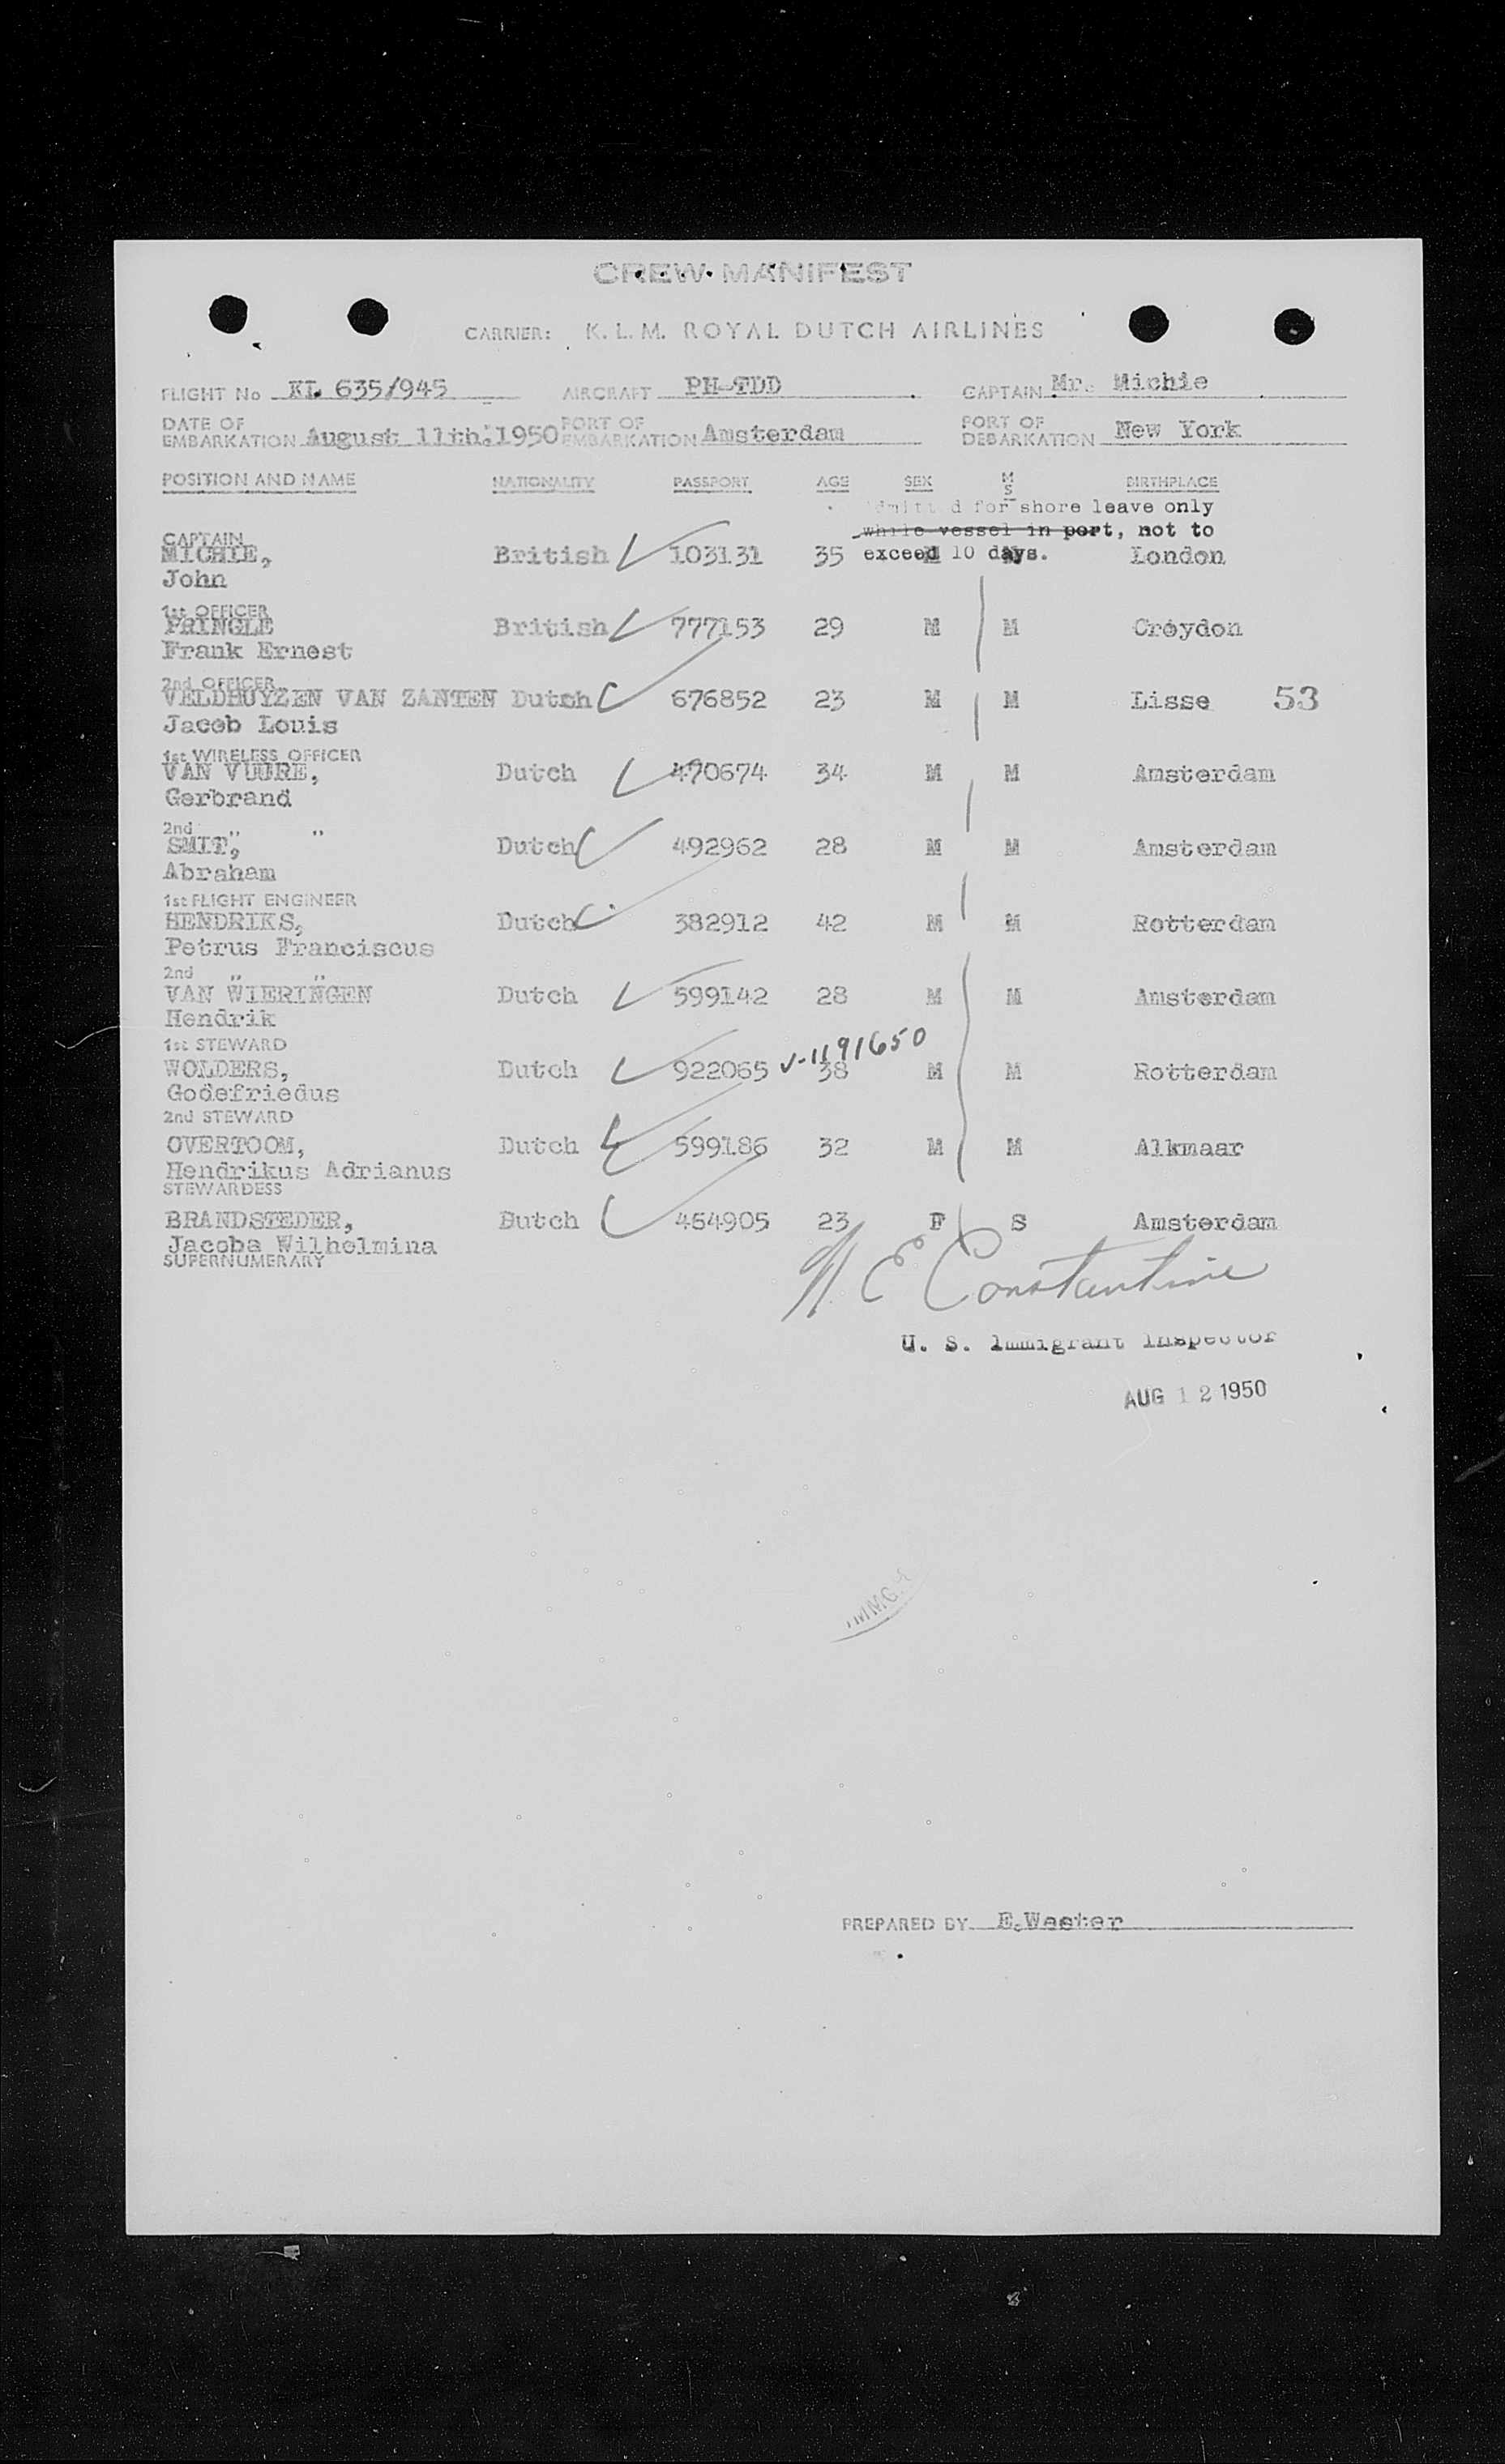 CREW MANIFEST
CARRIER: K. L. M. ROYAL DUTCH AIRLINES
FLIGHT No KL 635/945 AIRCRAFT PH-TDD CAPTAIN Mr. Michie
DATE OF EMBARKATION August 11th. 1950 PORT OF EMBARKATION Amsterdam PORT OF DEBARKATION New York
POSITION AND NAME NATIONALITY PASSPORT AGE SEX M S BIRTHPLACE
dmitt d for shore leave only
while vessel in port, not to
exceed 10 days.
CAPTAIN
MICHIE, British 103131 35 M M London
John
1st OFFICER
PRINGLE British 777153 29 M M Croydon
Frank Ernest
2nd OFFICER
VELDHUYZEN VAN ZANTEN Dutch 676852 23 M M Lisse 53
Jacob Louis
1st WIRELESS OFFICER
VAN VUURE, Dutch 470674 34 M M Amsterdam
Gerbrand
2nd " "
SMIT, Dutch 492962 28 M M Amsterdam
Abraham
1st FLIGHT ENGINEER
HENDRIKS, Dutch 382912 42 M M Rotterdam
Petrus Franciscus
2nd " "
VAN WIERINGEN Dutch 599142 28 M M Amsterdam
Hendrik
1st STEWARD
V-1191650
WOLDERS, Dutch 922065 38 M M Rotterdam
Godefriedus
2nd STEWARD
OVERTOOM, Dutch 599186 32 M M Alkmaar
Hendrikus Adrianus
STEWARDESS
BRANDSTEDER, Dutch 464905 23 F S Amsterdam
Jacoba Wilhelmina
SUPERNUMERARY
E Constantine
U. S. Immigrant Inspector
AUG 12 1950
IMMG.
PREPARED BY E.Wester